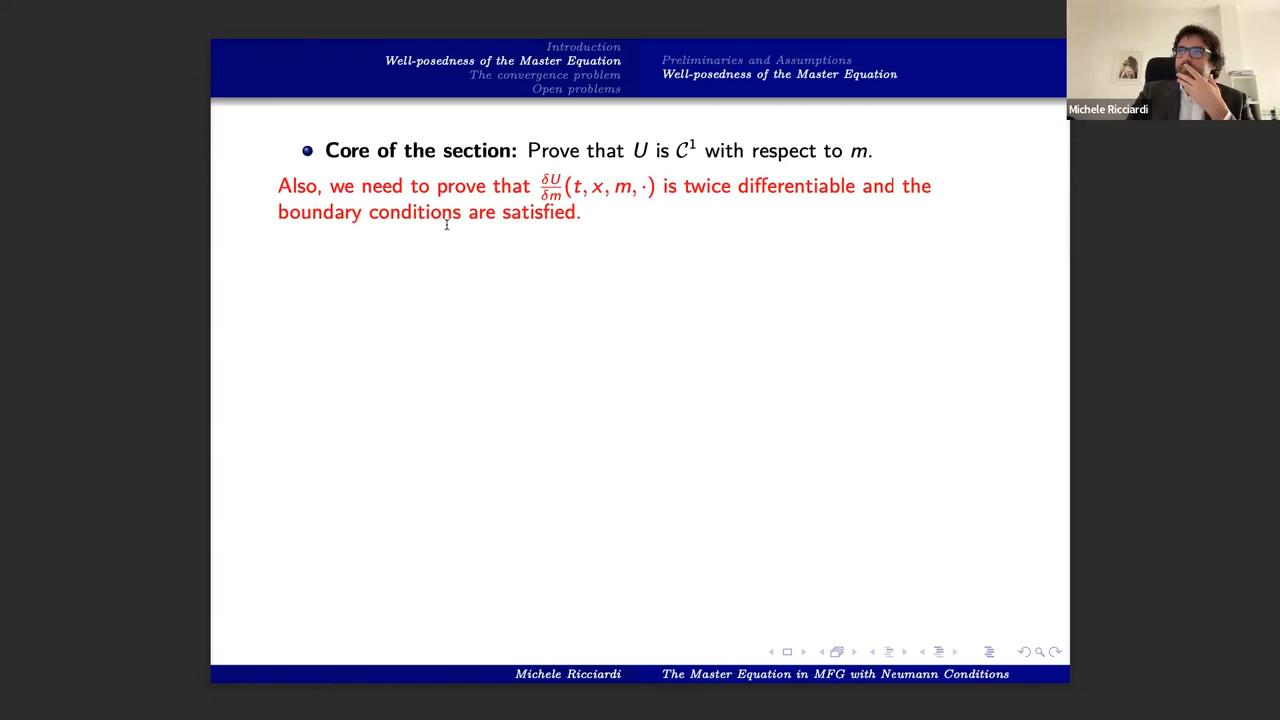 Introduction
Well-posedness of the Master Equation
The convergence problem
Open problems
Preliminaries and Assumptions
Well-posedness of the Master Equation
Michele Ricciardi
Core of the section: Prove that U is C¹ with respect to m.
Also, we need to prove that δU/δm(t, x, m, ·) is twice differentiable and the
boundary conditions are satisfied.
Michele Ricciardi
The Master Equation in MFG with Neumann Conditions